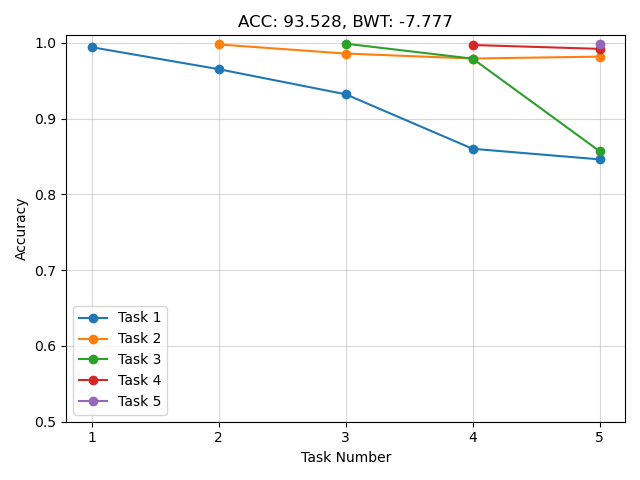 ACC: 93.528, BWT: -7.777
1.0
0.9
0.8
0.7
0.6
0.5
Accuracy
Task 1
Task 2
Task 3
Task 4
Task 5
1 2 3 4 5
Task Number